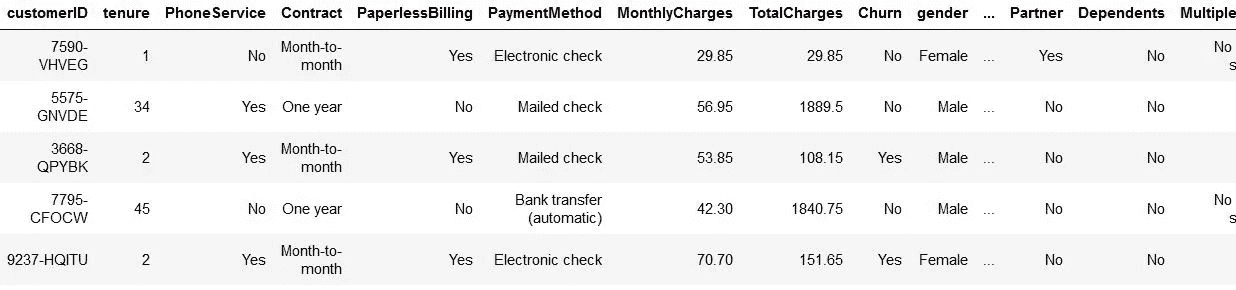 customerID tenure PhoneService Contract PaperlessBilling PaymentMethod MonthlyCharges TotalCharges Churn gender ... Partner Dependents Multiple
7590-VHVEG 1 No Month-to-month Yes Electronic check 29.85 29.85 No Female ... Yes No No s
5575-GNVDE 34 Yes One year No Mailed check 56.95 1889.5 No Male ... No No
3668-QPYBK 2 Yes Month-to-month Yes Mailed check 53.85 108.15 Yes Male ... No No
7795-CFOCW 45 No One year No Bank transfer (automatic) 42.30 1840.75 No Male ... No No No s
9237-HQITU 2 Yes Month-to-month Yes Electronic check 70.70 151.65 Yes Female ... No No